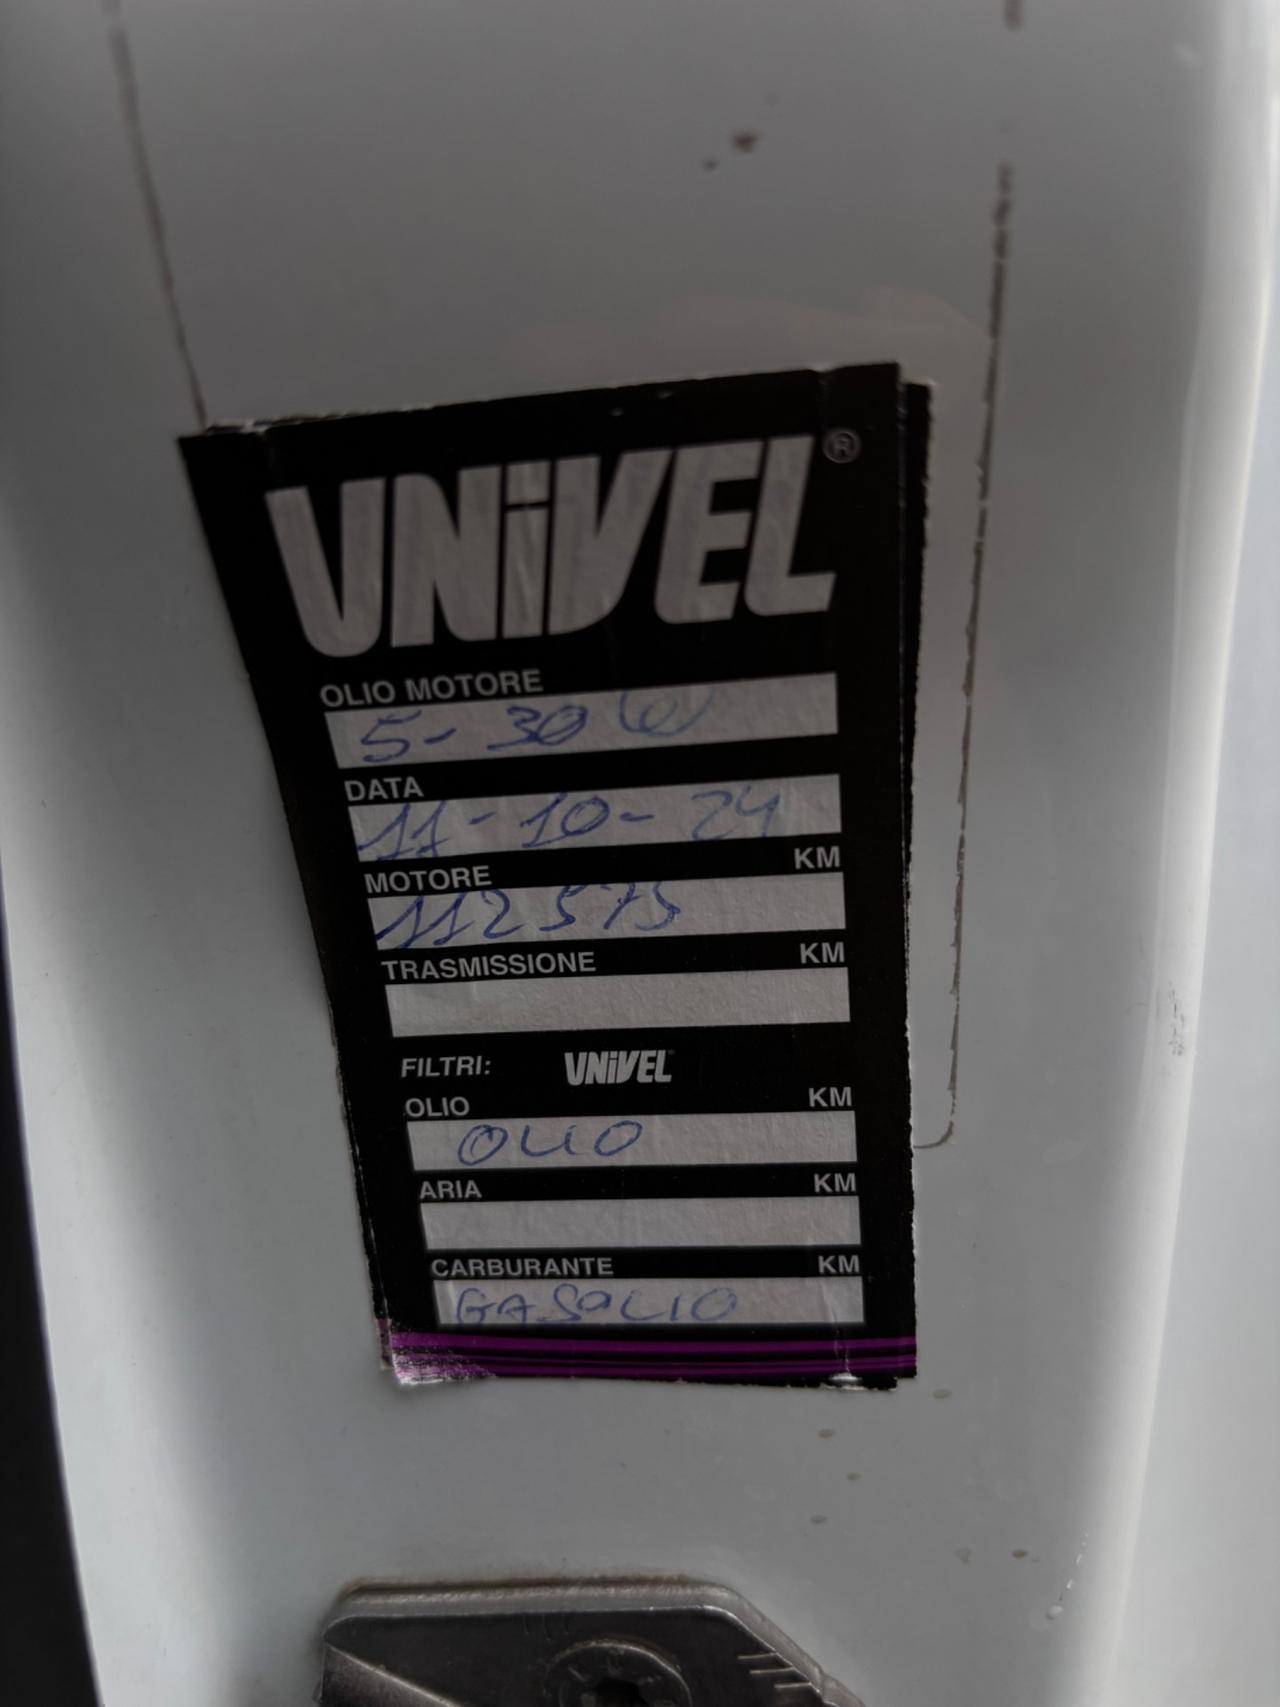 UNiVEL®
OLIO MOTORE
5-30 W
DATA
11-10-24
MOTORE KM
112575
TRASMISSIONE KM
FILTRI: UNiVEL
OLIO KM
OLIO
ARIA KM
CARBURANTE KM
GASOLIO